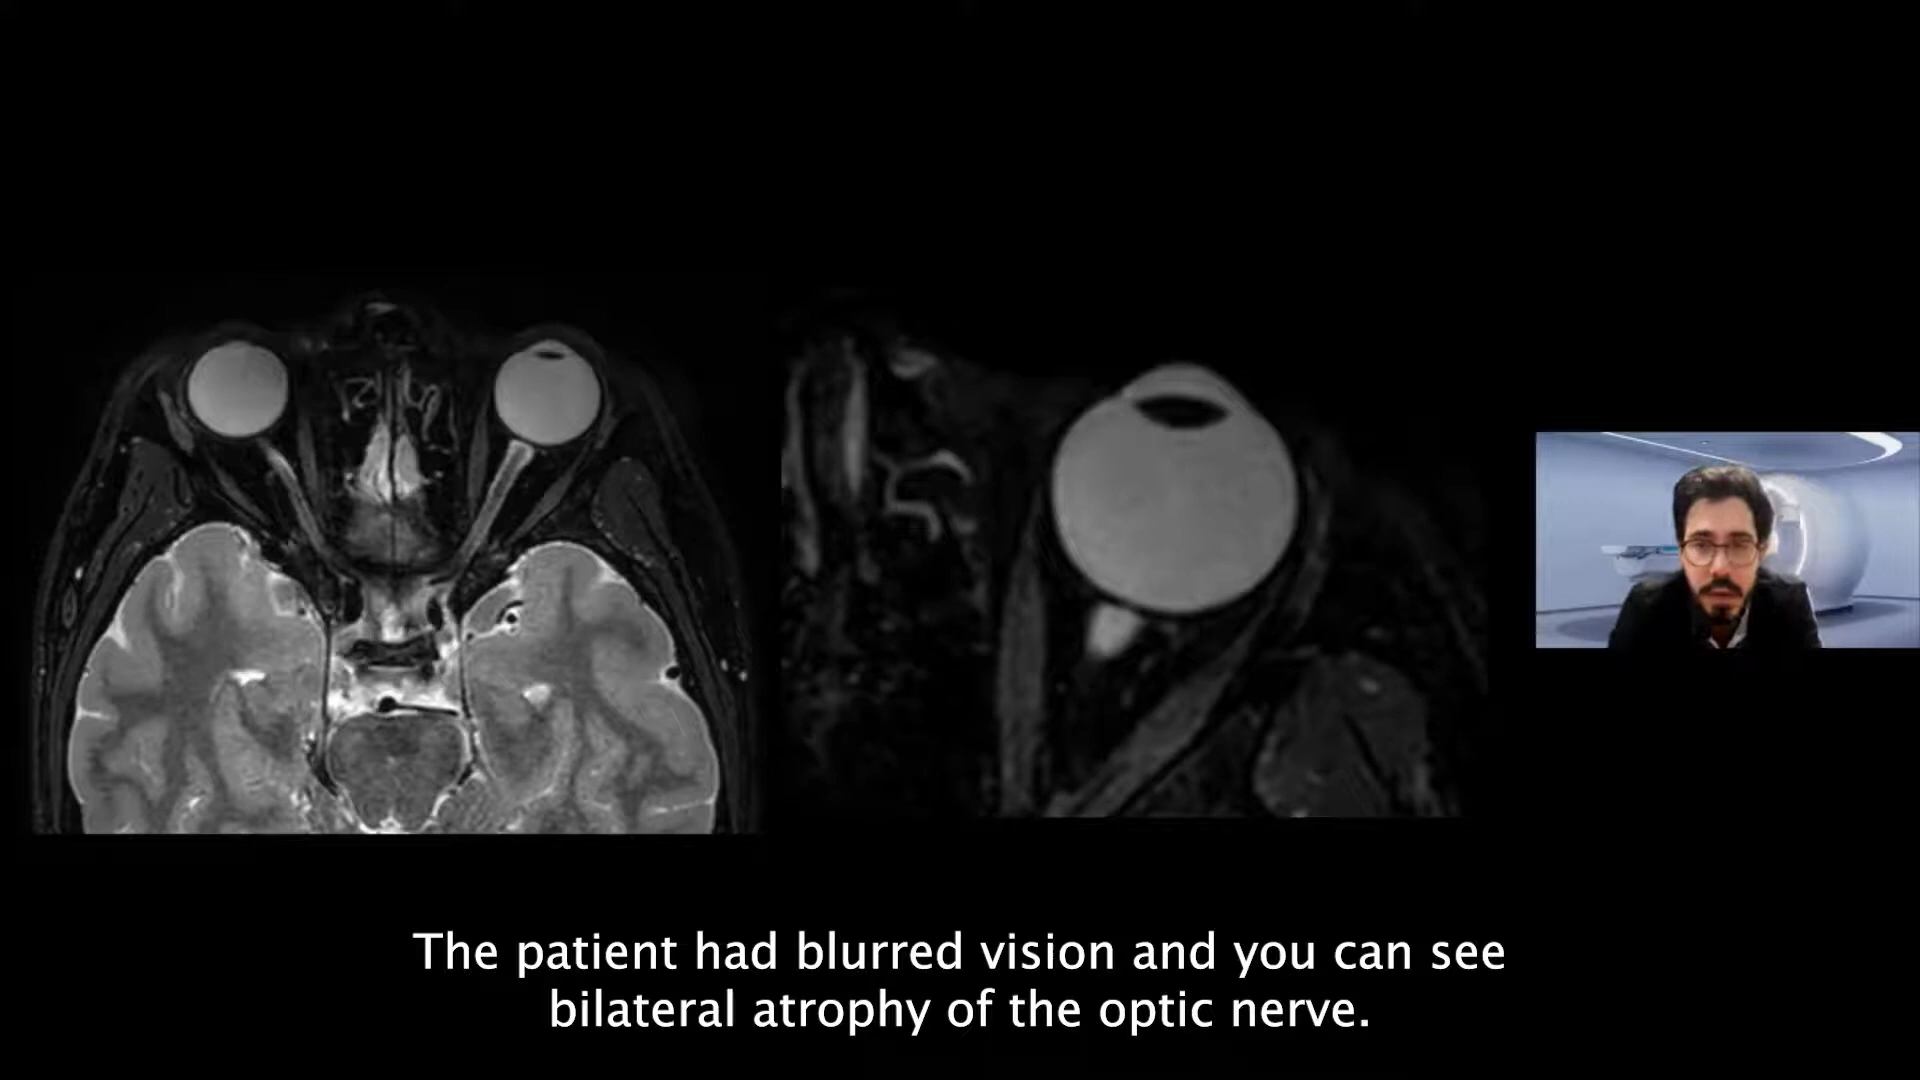 The patient had blurred vision and you can see
bilateral atrophy of the optic nerve.